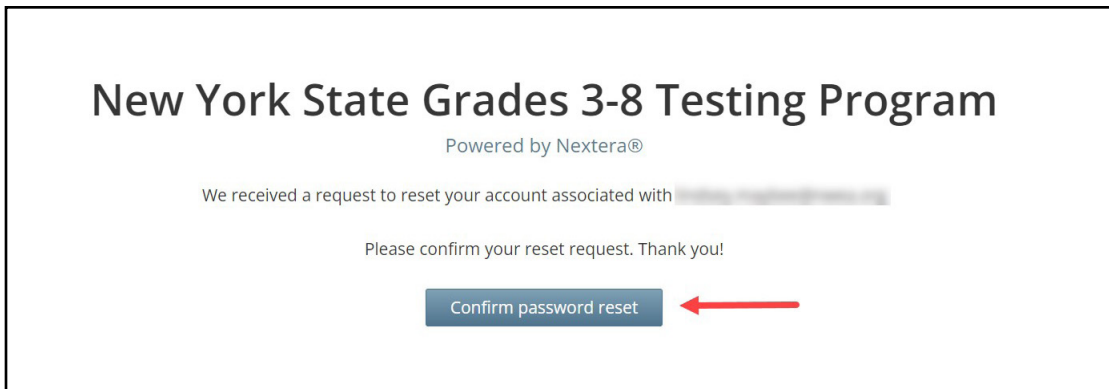 New York State Grades 3-8 Testing Program
Powered by Nextera®
We received a request to reset your account associated with
Please confirm your reset request. Thank you!
Confirm password reset